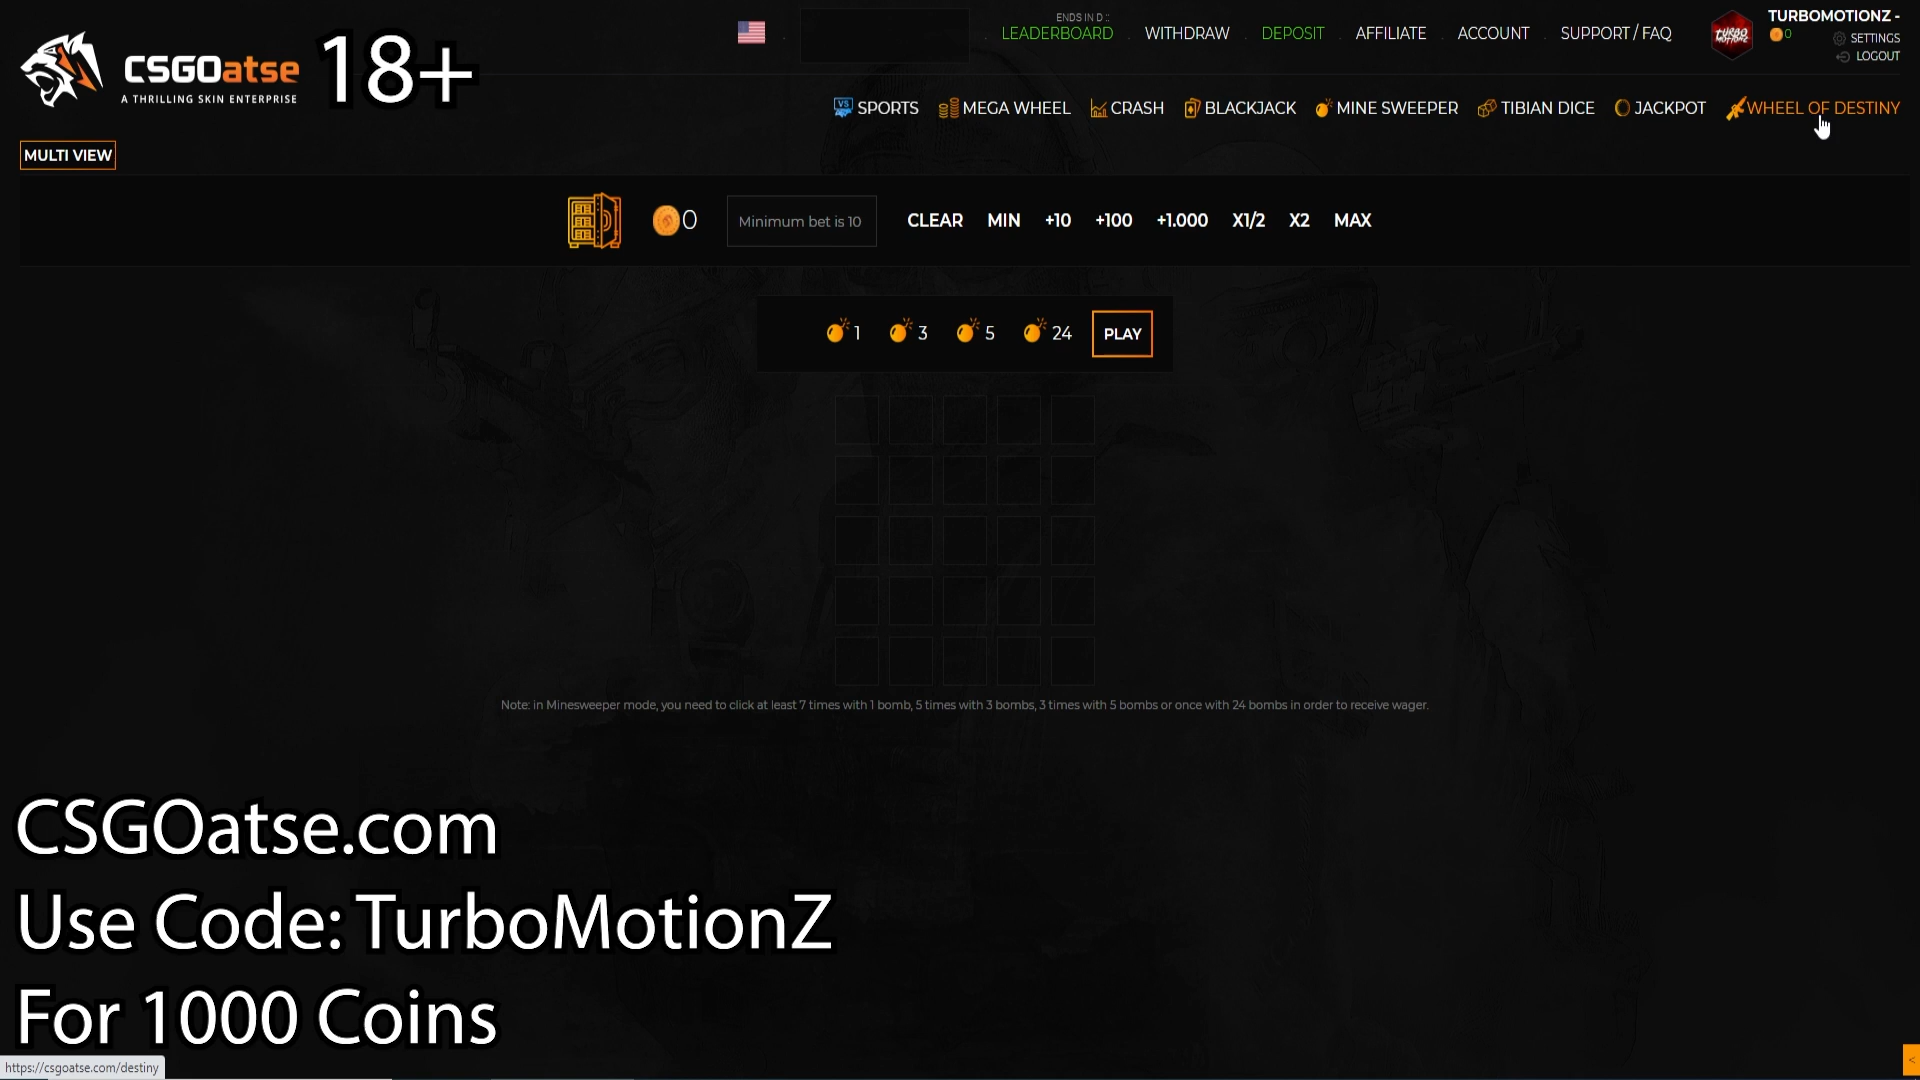 ENDS IN D ::
LEADERBOARD
WITHDRAW
DEPOSIT
AFFILIATE
ACCOUNT
SUPPORT / FAQ
TURBO MOTIONZ
TURBOMOTIONZ -
0
SETTINGS
LOGOUT
CSGOatse
A THRILLING SKIN ENTERPRISE
18+
VS SPORTS
MEGA WHEEL
CRASH
BLACKJACK
MINE SWEEPER
TIBIAN DICE
JACKPOT
WHEEL OF DESTINY
MULTI VIEW
0
Minimum bet is 10
CLEAR MIN +10 +100 +1.000 X1/2 X2 MAX
1 3 5 24 PLAY
Note: in Minesweeper mode, you need to click at least 7 times with 1 bomb, 5 times with 3 bombs, 3 times with 5 bombs or once with 24 bombs in order to receive wager.
CSGOatse.com
Use Code: TurboMotionZ
For 1000 Coins
https://csgoatse.com/destiny
<